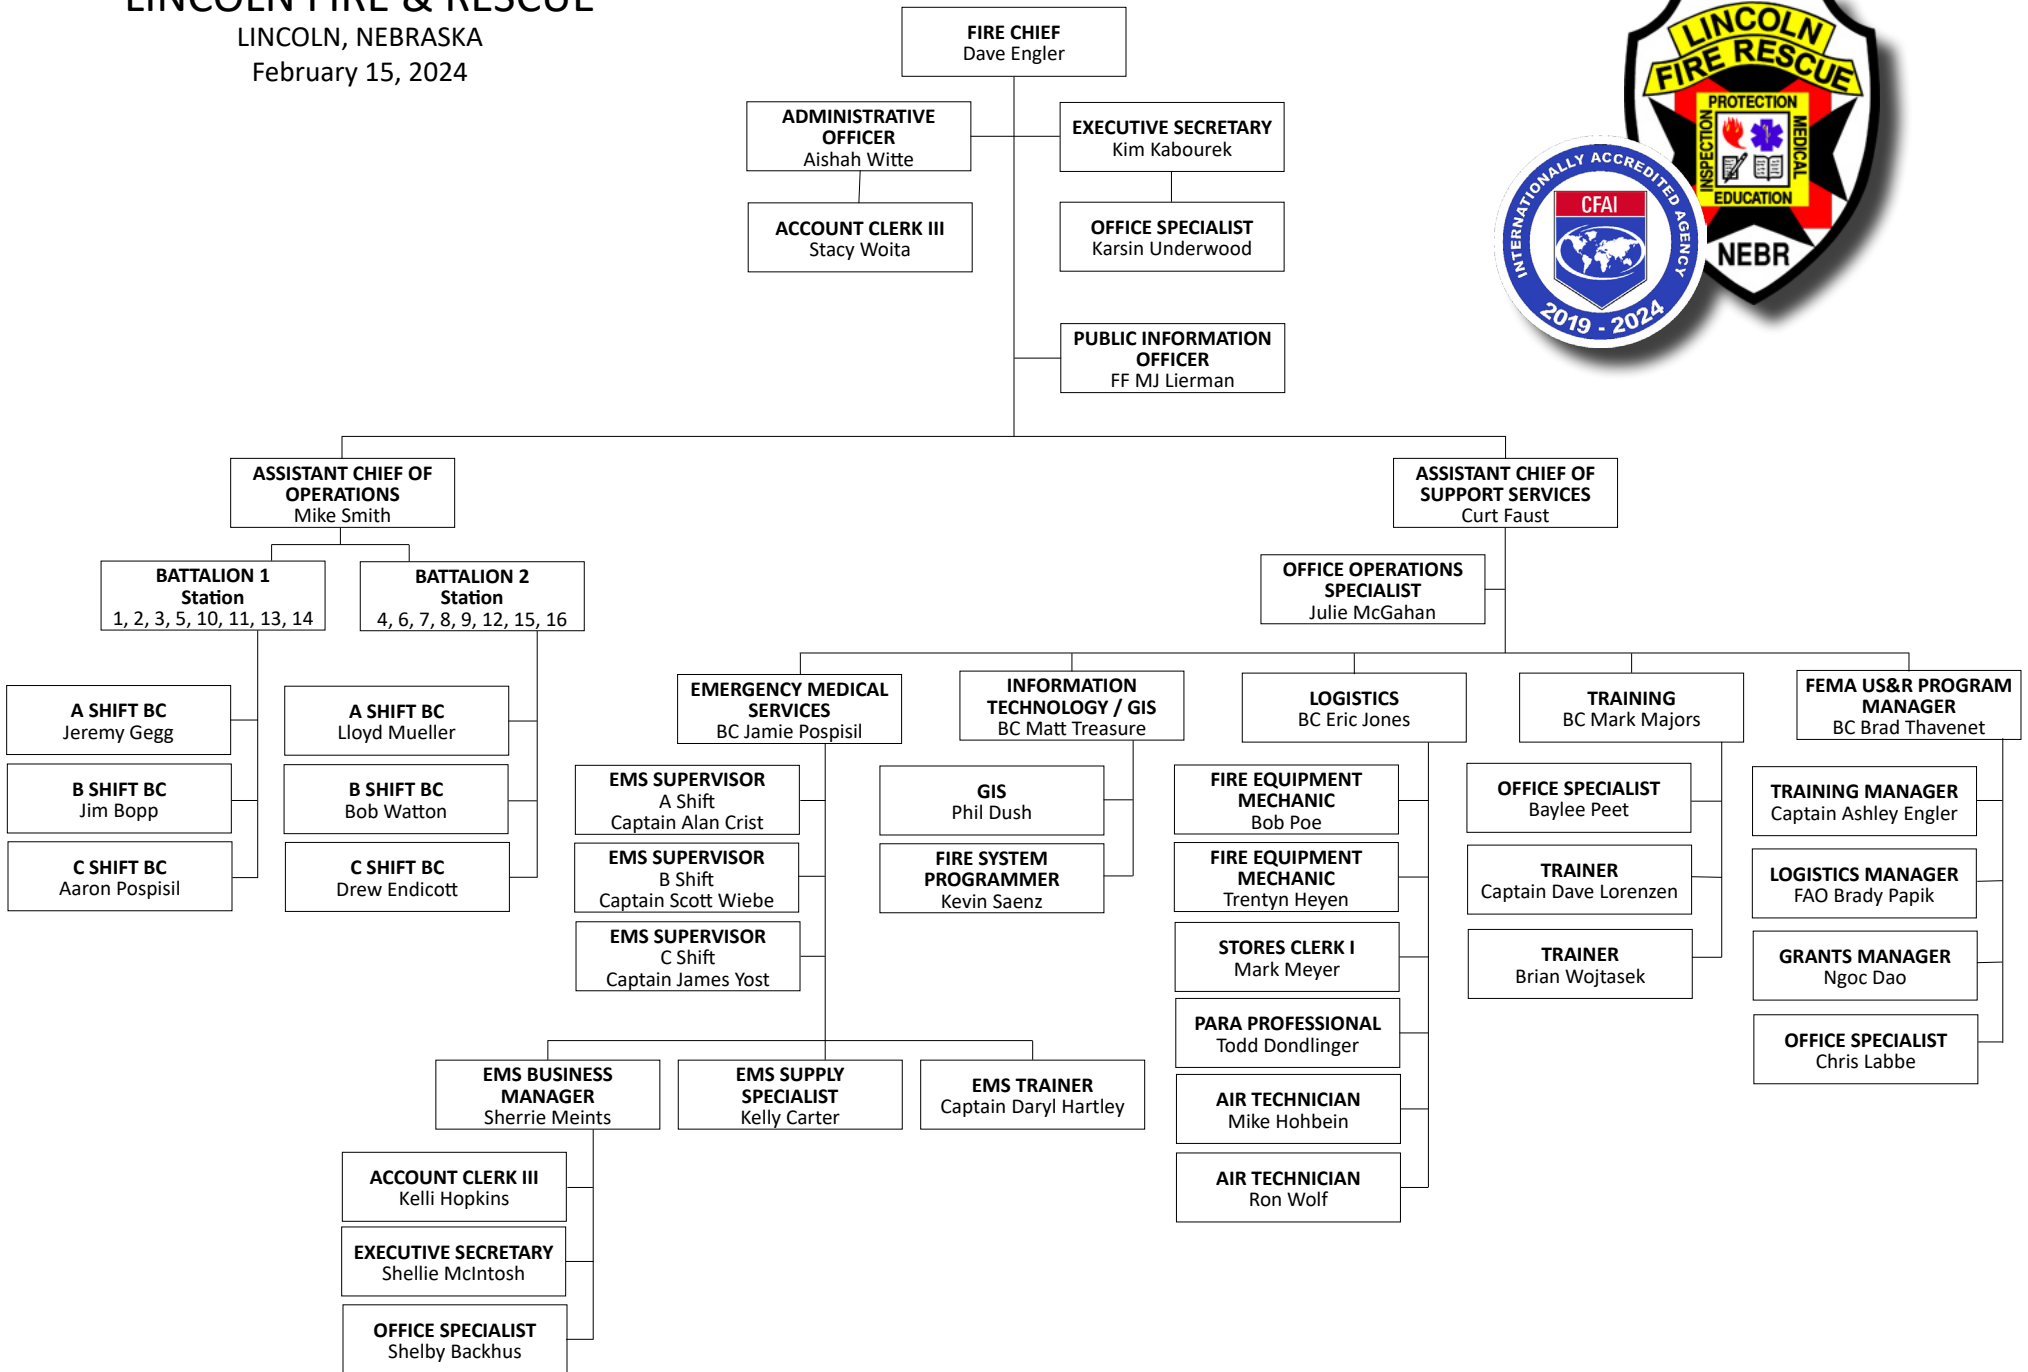 LINCOLN FIRE & RESCUE
LINCOLN, NEBRASKA
February 15, 2024
FIRE CHIEF
Dave Engler
ADMINISTRATIVE
OFFICER
Aishah Witte
EXECUTIVE SECRETARY
Kim Kabourek
ACCOUNT CLERK III
Stacy Woita
OFFICE SPECIALIST
Karsin Underwood
PUBLIC INFORMATION
OFFICER
FF MJ Lierman
LINCOLN
FIRE RESCUE
PROTECTION
INSPECTION
MEDICAL
EDUCATION
NEBR
INTERNATIONALLY ACCREDITED AGENCY
CFAI
2019 - 2024
ASSISTANT CHIEF OF
OPERATIONS
Mike Smith
ASSISTANT CHIEF OF
SUPPORT SERVICES
Curt Faust
BATTALION 1
Station
1, 2, 3, 5, 10, 11, 13, 14
BATTALION 2
Station
4, 6, 7, 8, 9, 12, 15, 16
OFFICE OPERATIONS
SPECIALIST
Julie McGahan
A SHIFT BC
Jeremy Gegg
B SHIFT BC
Jim Bopp
C SHIFT BC
Aaron Pospisil
A SHIFT BC
Lloyd Mueller
B SHIFT BC
Bob Watton
C SHIFT BC
Drew Endicott
EMERGENCY MEDICAL
SERVICES
BC Jamie Pospisil
EMS SUPERVISOR
A Shift
Captain Alan Crist
EMS SUPERVISOR
B Shift
Captain Scott Wiebe
EMS SUPERVISOR
C Shift
Captain James Yost
EMS BUSINESS
MANAGER
Sherrie Meints
EMS SUPPLY
SPECIALIST
Kelly Carter
EMS TRAINER
Captain Daryl Hartley
ACCOUNT CLERK III
Kelli Hopkins
EXECUTIVE SECRETARY
Shellie McIntosh
OFFICE SPECIALIST
Shelby Backhus
INFORMATION
TECHNOLOGY / GIS
BC Matt Treasure
GIS
Phil Dush
FIRE SYSTEM
PROGRAMMER
Kevin Saenz
LOGISTICS
BC Eric Jones
FIRE EQUIPMENT
MECHANIC
Bob Poe
FIRE EQUIPMENT
MECHANIC
Trentyn Heyen
STORES CLERK I
Mark Meyer
PARA PROFESSIONAL
Todd Dondlinger
AIR TECHNICIAN
Mike Hohbein
AIR TECHNICIAN
Ron Wolf
TRAINING
BC Mark Majors
OFFICE SPECIALIST
Baylee Peet
TRAINER
Captain Dave Lorenzen
TRAINER
Brian Wojtasek
FEMA US&R PROGRAM
MANAGER
BC Brad Thavenet
TRAINING MANAGER
Captain Ashley Engler
LOGISTICS MANAGER
FAO Brady Papik
GRANTS MANAGER
Ngoc Dao
OFFICE SPECIALIST
Chris Labbe